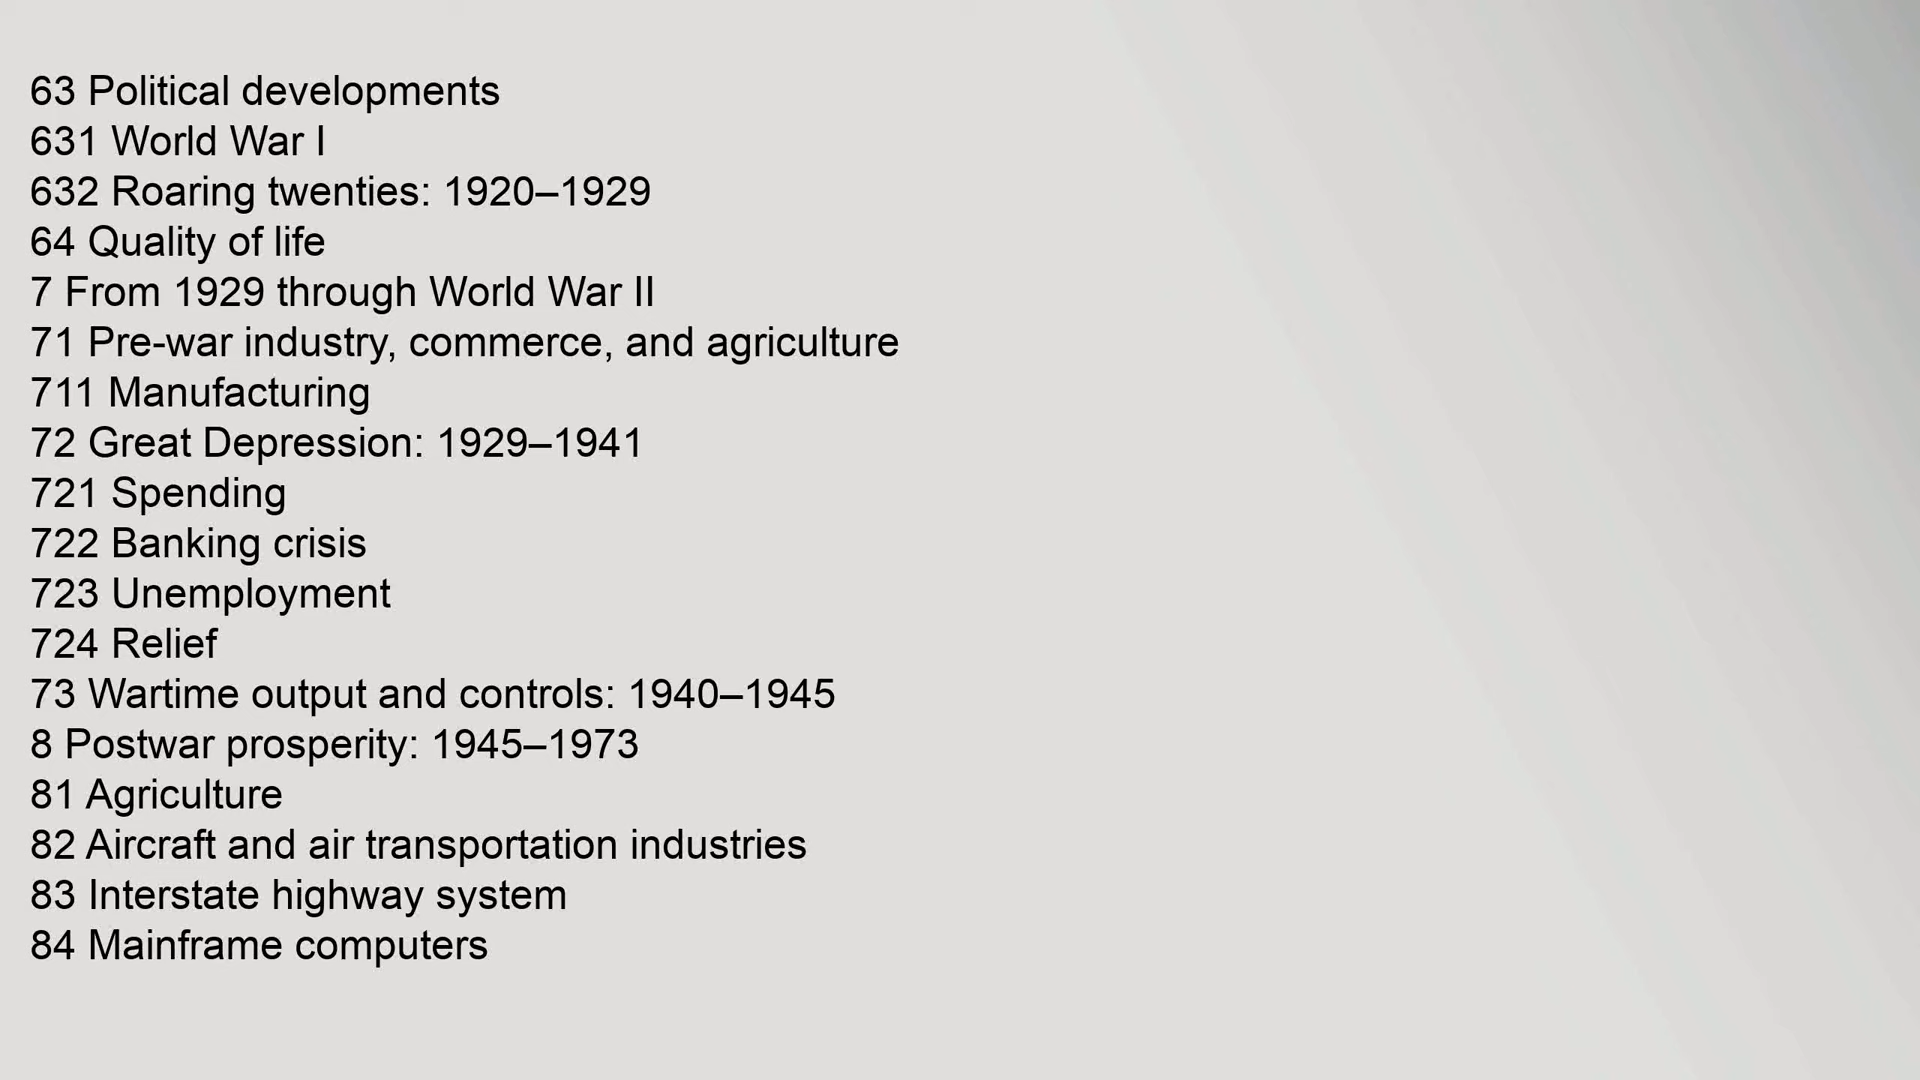 63 Political developments
631 World War I
632 Roaring twenties: 1920–1929
64 Quality of life
7 From 1929 through World War II
71 Pre-war industry, commerce, and agriculture
711 Manufacturing
72 Great Depression: 1929–1941
721 Spending
722 Banking crisis
723 Unemployment
724 Relief
73 Wartime output and controls: 1940–1945
8 Postwar prosperity: 1945–1973
81 Agriculture
82 Aircraft and air transportation industries
83 Interstate highway system
84 Mainframe computers